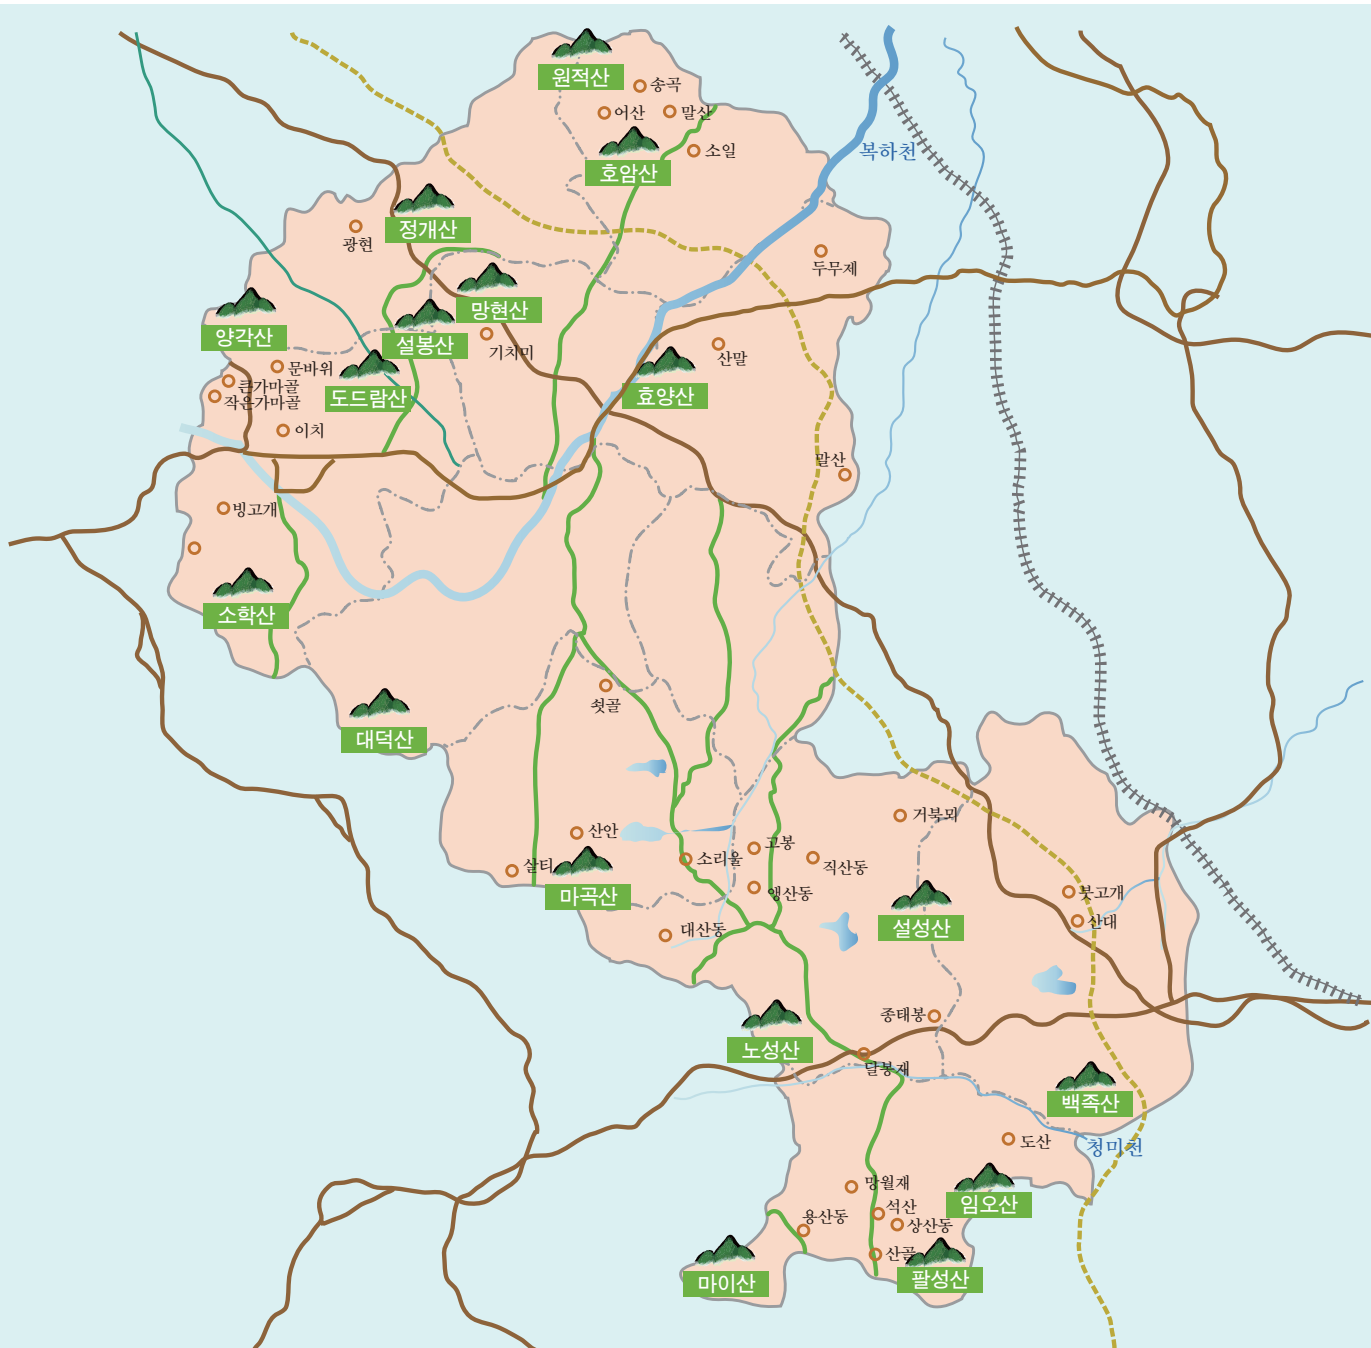 원적산
송곡
어산
말산
소일
호암산
복하천
정개산
광현
두무제
망현산
양각산
설봉산
기치미
산말
문바위
큰가마골
작은가마골
도드람산
효양산
이치
말산
빙고개
소학산
쇳골
대덕산
거북뫼
산안
고봉
살티
소리울
직산동
마곡산
앵산동
붓고개
설성산
산대
대산동
종태봉
노성산
달봉재
백족산
도산
청미천
망월재
임오산
석산
용산동
상산동
산골
마이산
팔성산